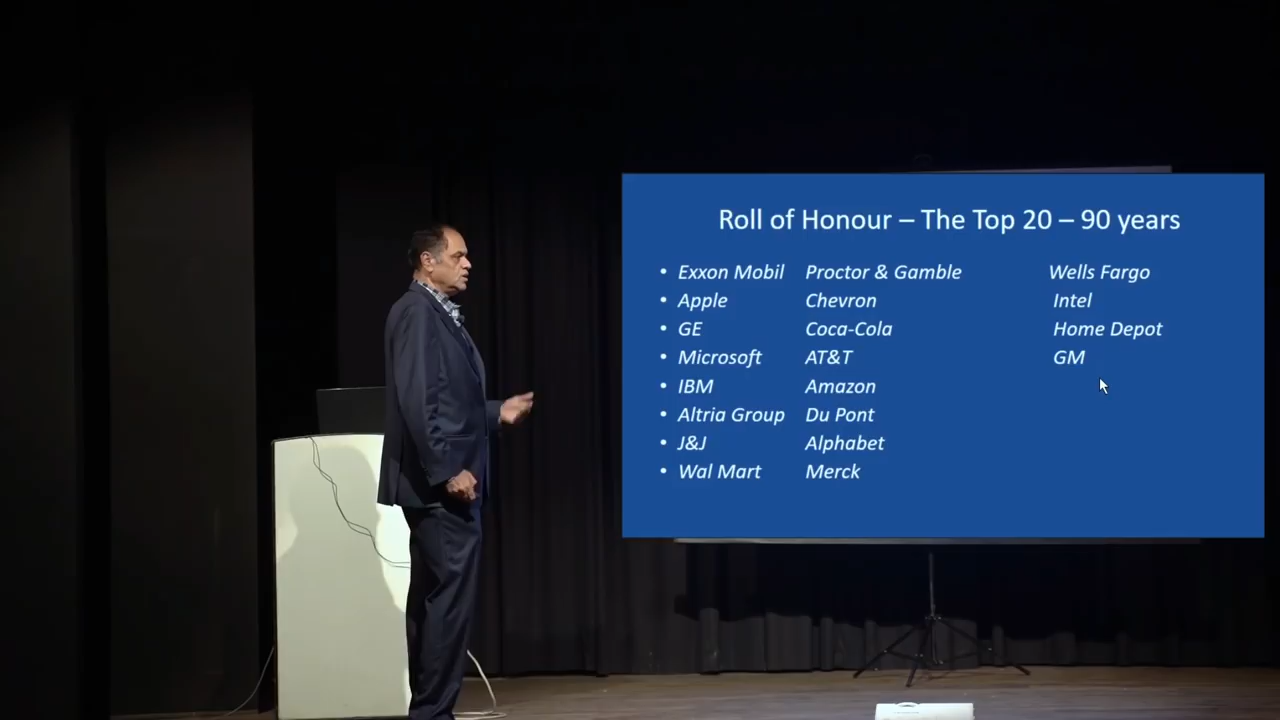 Roll of Honour – The Top 20 – 90 years
• Exxon Mobil Proctor & Gamble Wells Fargo
• Apple Chevron Intel
• GE Coca-Cola Home Depot
• Microsoft AT&T GM
• IBM Amazon
• Altria Group Du Pont
• J&J Alphabet
• Wal Mart Merck